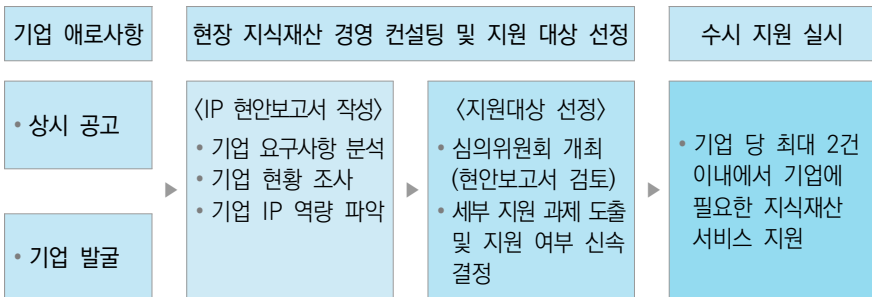 기업 애로사항
현장 지식재산 경영 컨설팅 및 지원 대상 선정
수시 지원 실시
• 상시 공고
• 기업 발굴
〈IP 현안보고서 작성〉
• 기업 요구사항 분석
• 기업 현황 조사
• 기업 IP 역량 파악
〈지원대상 선정〉
• 심의위원회 개최
(현안보고서 검토)
• 세부 지원 과제 도출
및 지원 여부 신속
결정
• 기업 당 최대 2건
이내에서 기업에
필요한 지식재산
서비스 지원